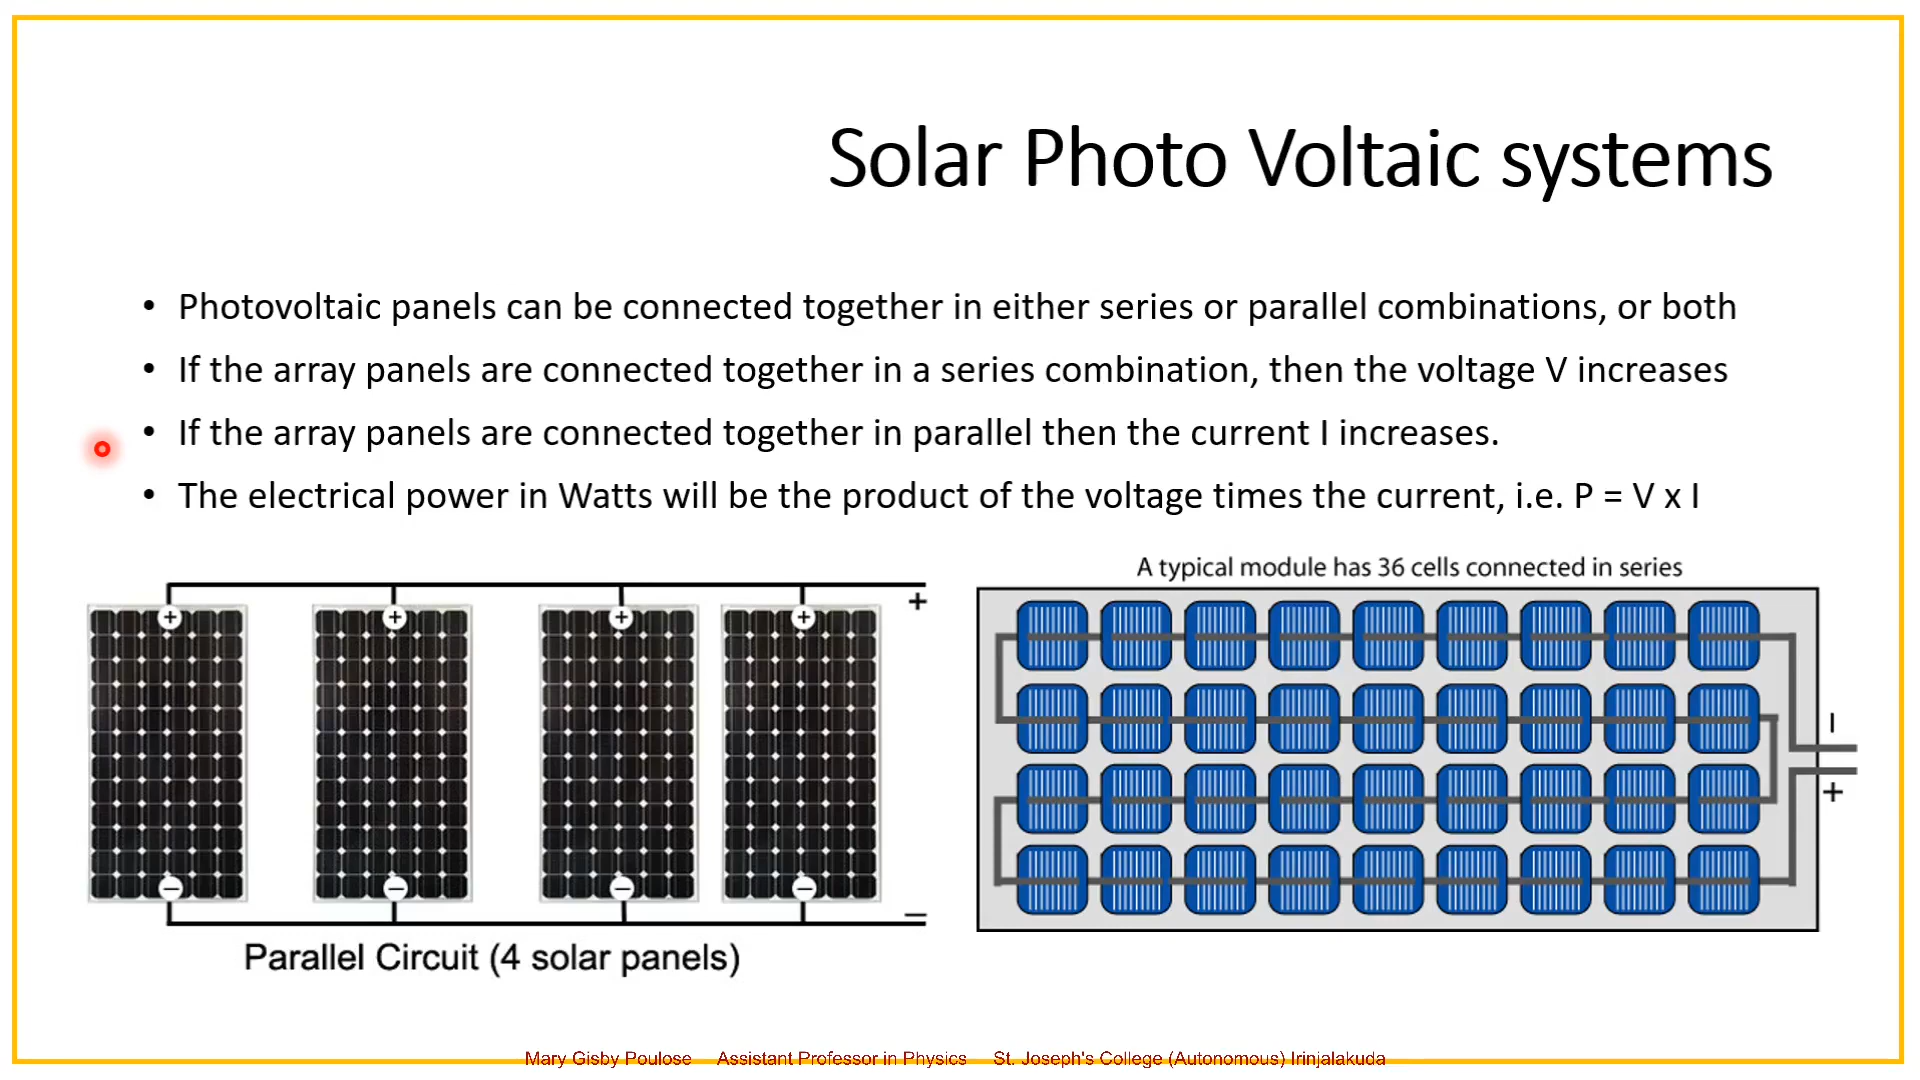 Solar Photo Voltaic systems
• Photovoltaic panels can be connected together in either series or parallel combinations, or both
• If the array panels are connected together in a series combination, then the voltage V increases
• If the array panels are connected together in parallel then the current I increases.
• The electrical power in Watts will be the product of the voltage times the current, i.e. P = V x I
+ + + + +
− − − − −
Parallel Circuit (4 solar panels)
A typical module has 36 cells connected in series
−
+
Mary Gisby Poulose Assistant Professor in Physics St. Joseph's College (Autonomous) Irinjalakuda